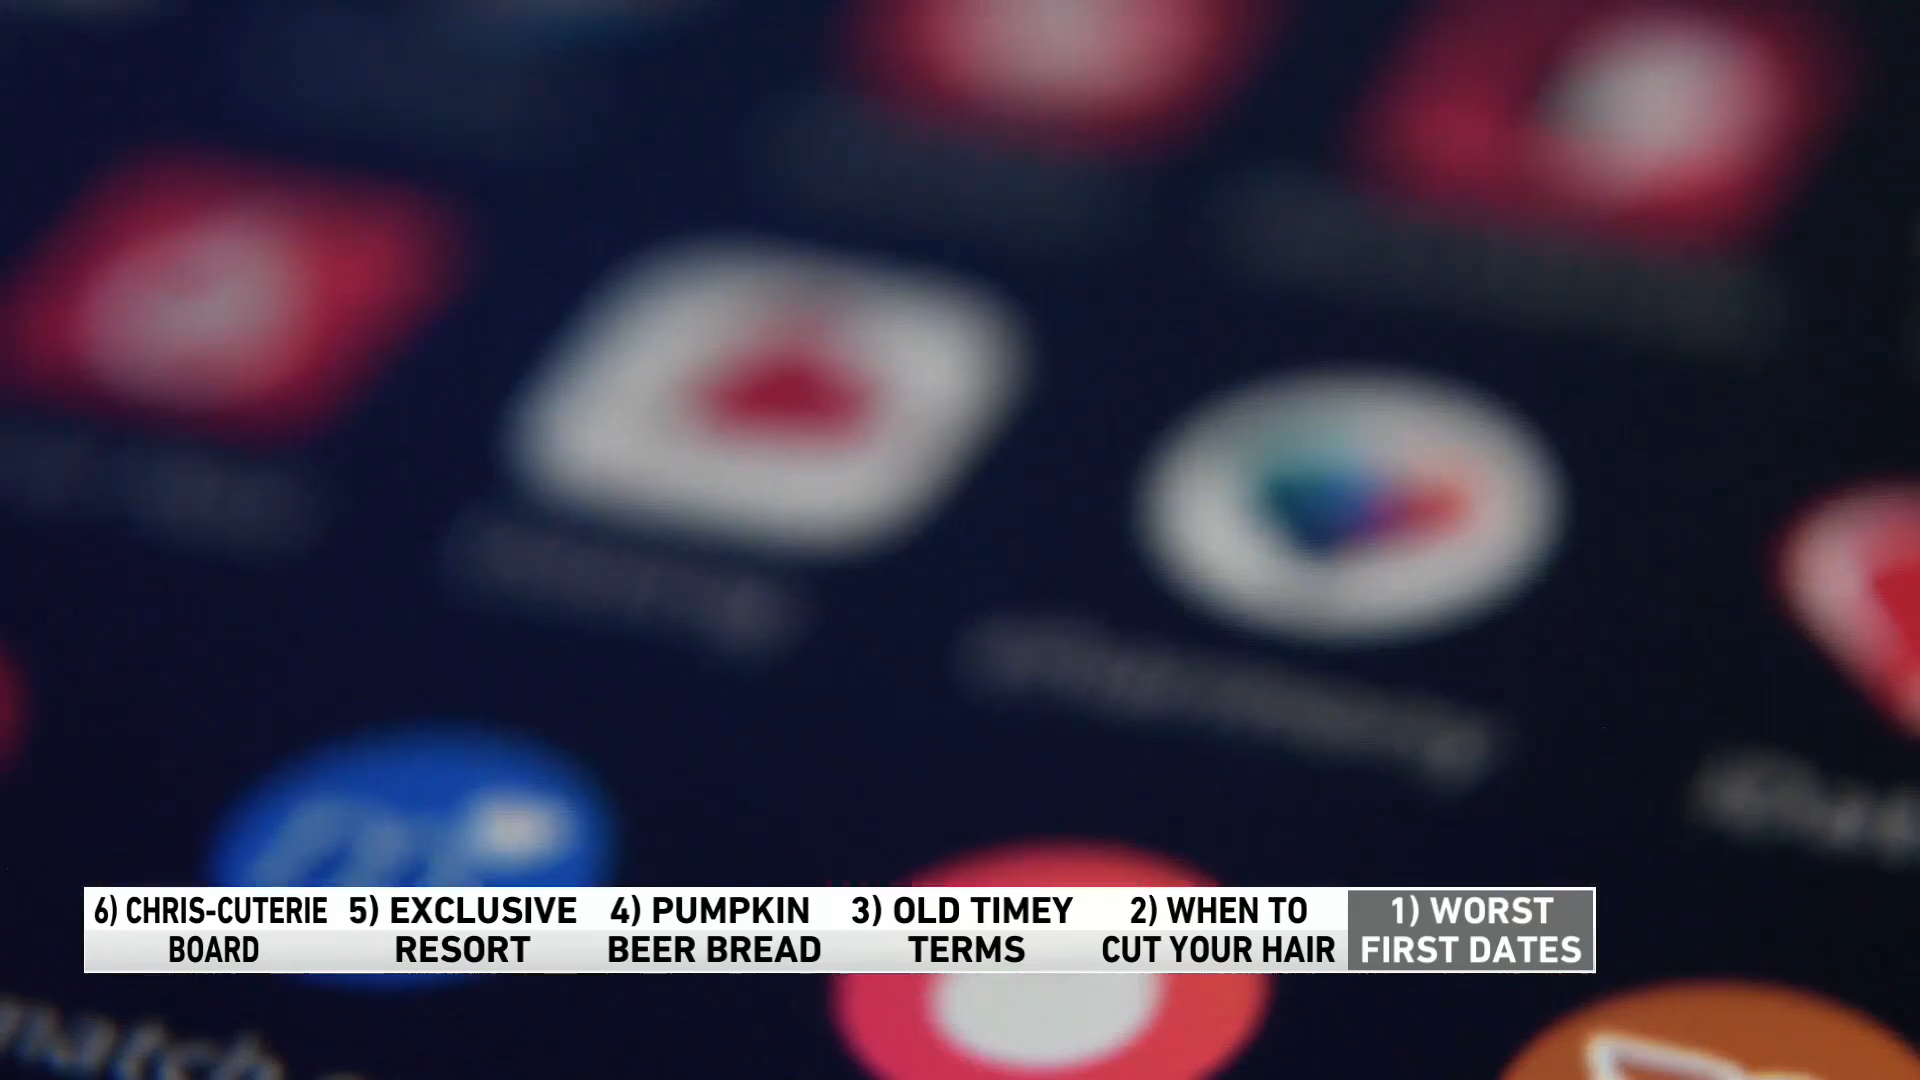 6) CHRIS-CUTERIE BOARD
5) EXCLUSIVE RESORT
4) PUMPKIN BEER BREAD
3) OLD TIMEY TERMS
2) WHEN TO CUT YOUR HAIR
1) WORST FIRST DATES
match